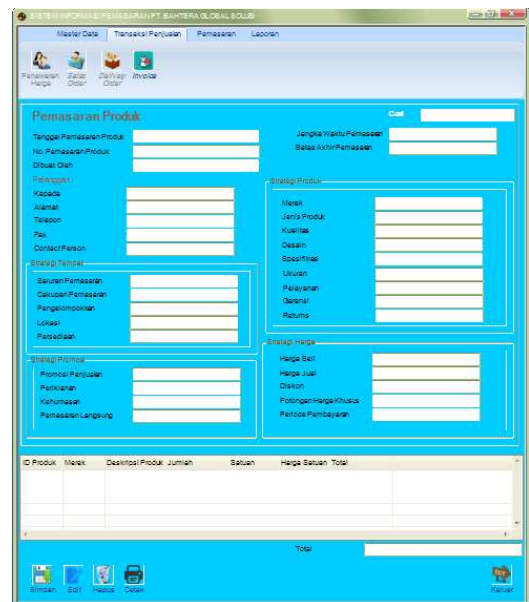 SISTEM INFORMASI PEMASARAN PT. BAHTERA GLOBAL SOLUSI
Master Data Transaksi Penjualan Pemasaran Laporan
Penawaran Harga
Sales Order
Delivery Order
Invoice
Pemasaran Produk
Cari
Tanggal Pemasaran Produk
No. Pemasaran Produk
Dibuat Oleh
Jangka Waktu Pemasaran
Batas Akhir Pemasaran
Pelanggan
Kepada
Alamat
Telepon
Fax
Contact Person
Strategi Tempat
Saluran Pemasaran
Cakupan Pemasaran
Pengelompokkan
Lokasi
Persediaan
Strategi Promosi
Promosi Penjualan
Periklanan
Kehumasan
Pemasaran Langsung
Strategi Produk
Merek
Jenis Produk
Kualitas
Desain
Spesifikasi
Ukuran
Pelayanan
Garansi
Returns
Strategi Harga
Harga Beli
Harga Jual
Diskon
Potongan Harga Khusus
Periode Pembayaran
ID Produk Merek Deskripsi Produk Jumlah Satuan Harga Satuan Total
Total
Simpan Edit Hapus Cetak Keluar